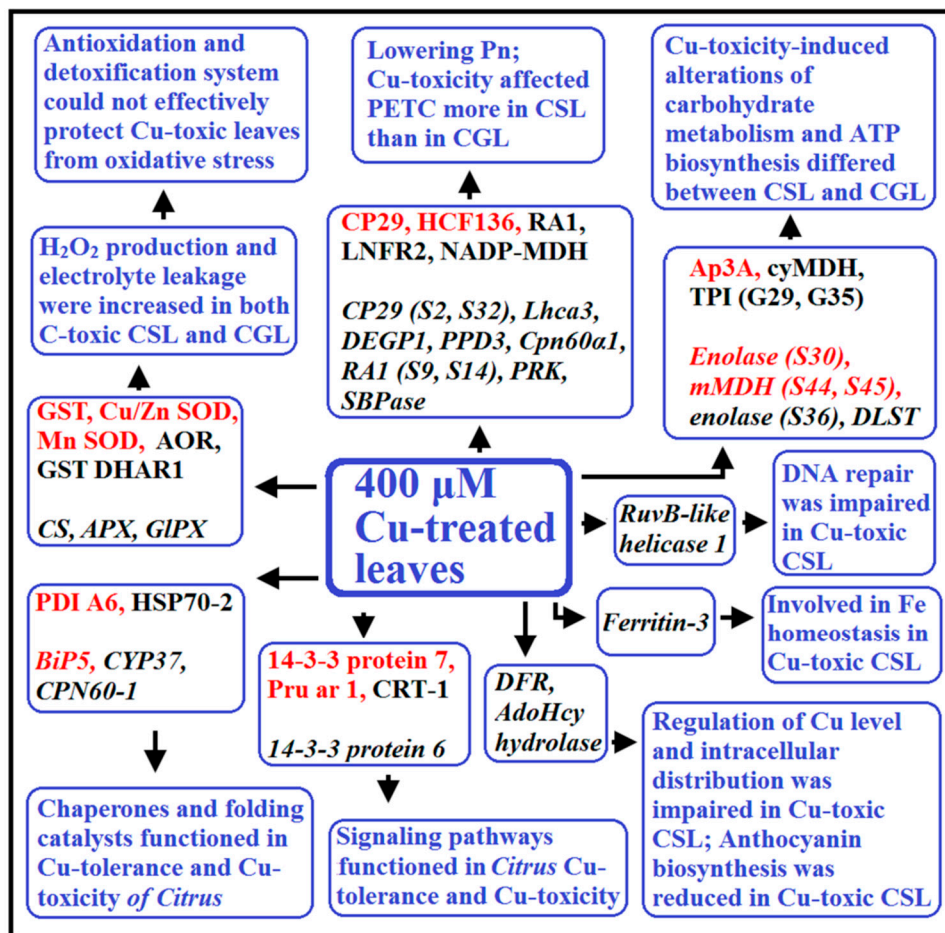 Antioxidation and
detoxification system
could not effectively
protect Cu-toxic leaves
from oxidative stress
Lowering Pn;
Cu-toxicity affected
PETC more in CSL
than in CGL
Cu-toxicity-induced
alterations of
carbohydrate
metabolism and ATP
biosynthesis differed
between CSL and CGL
H₂O₂ production and
electrolyte leakage
were increased in both
C-toxic CSL and CGL
CP29, HCF136, RA1,
LNFR2, NADP-MDH
CP29 (S2, S32), Lhca3,
DEGP1, PPD3, Cpn60α1,
RA1 (S9, S14), PRK,
SBPase
Ap3A, cyMDH,
TPI (G29, G35)
Enolase (S30),
mMDH (S44, S45),
enolase (S36), DLST
GST, Cu/Zn SOD,
Mn SOD, AOR,
GST DHAR1
CS, APX, GlPX
400 μM
Cu-treated
leaves
RuvB-like
helicase 1
DNA repair
was impaired
in Cu-toxic
CSL
PDI A6, HSP70-2
BiP5, CYP37,
CPN60-1
14-3-3 protein 7,
Pru ar 1, CRT-1
14-3-3 protein 6
Ferritin-3
Involved in Fe
homeostasis in
Cu-toxic CSL
DFR,
AdoHcy
hydrolase
Chaperones and folding
catalysts functioned in
Cu-tolerance and Cu-
toxicity of Citrus
Signaling pathways
functioned in Citrus Cu-
tolerance and Cu-toxicity
Regulation of Cu level
and intracellular
distribution was
impaired in Cu-toxic
CSL; Anthocyanin
biosynthesis was
reduced in Cu-toxic CSL